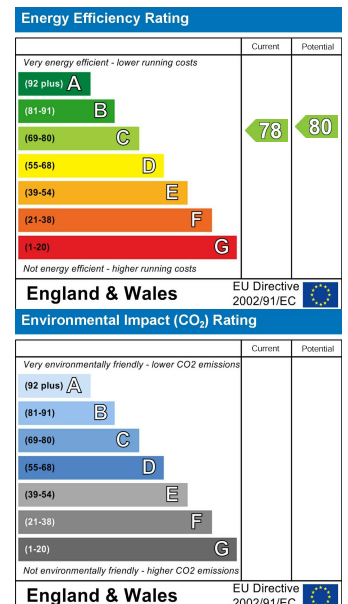 Energy Efficiency Rating
Current Potential
Very energy efficient - lower running costs
(92 plus) A
(81-91) B
(69-80) C
(55-68) D
(39-54) E
(21-38) F
(1-20) G
78 80
Not energy efficient - higher running costs
England & Wales
EU Directive
2002/91/EC
Environmental Impact (CO₂) Rating
Current Potential
Very environmentally friendly - lower CO2 emissions
(92 plus) A
(81-91) B
(69-80) C
(55-68) D
(39-54) E
(21-38) F
(1-20) G
Not environmentally friendly - higher CO2 emissions
England & Wales
EU Directive
2002/91/EC